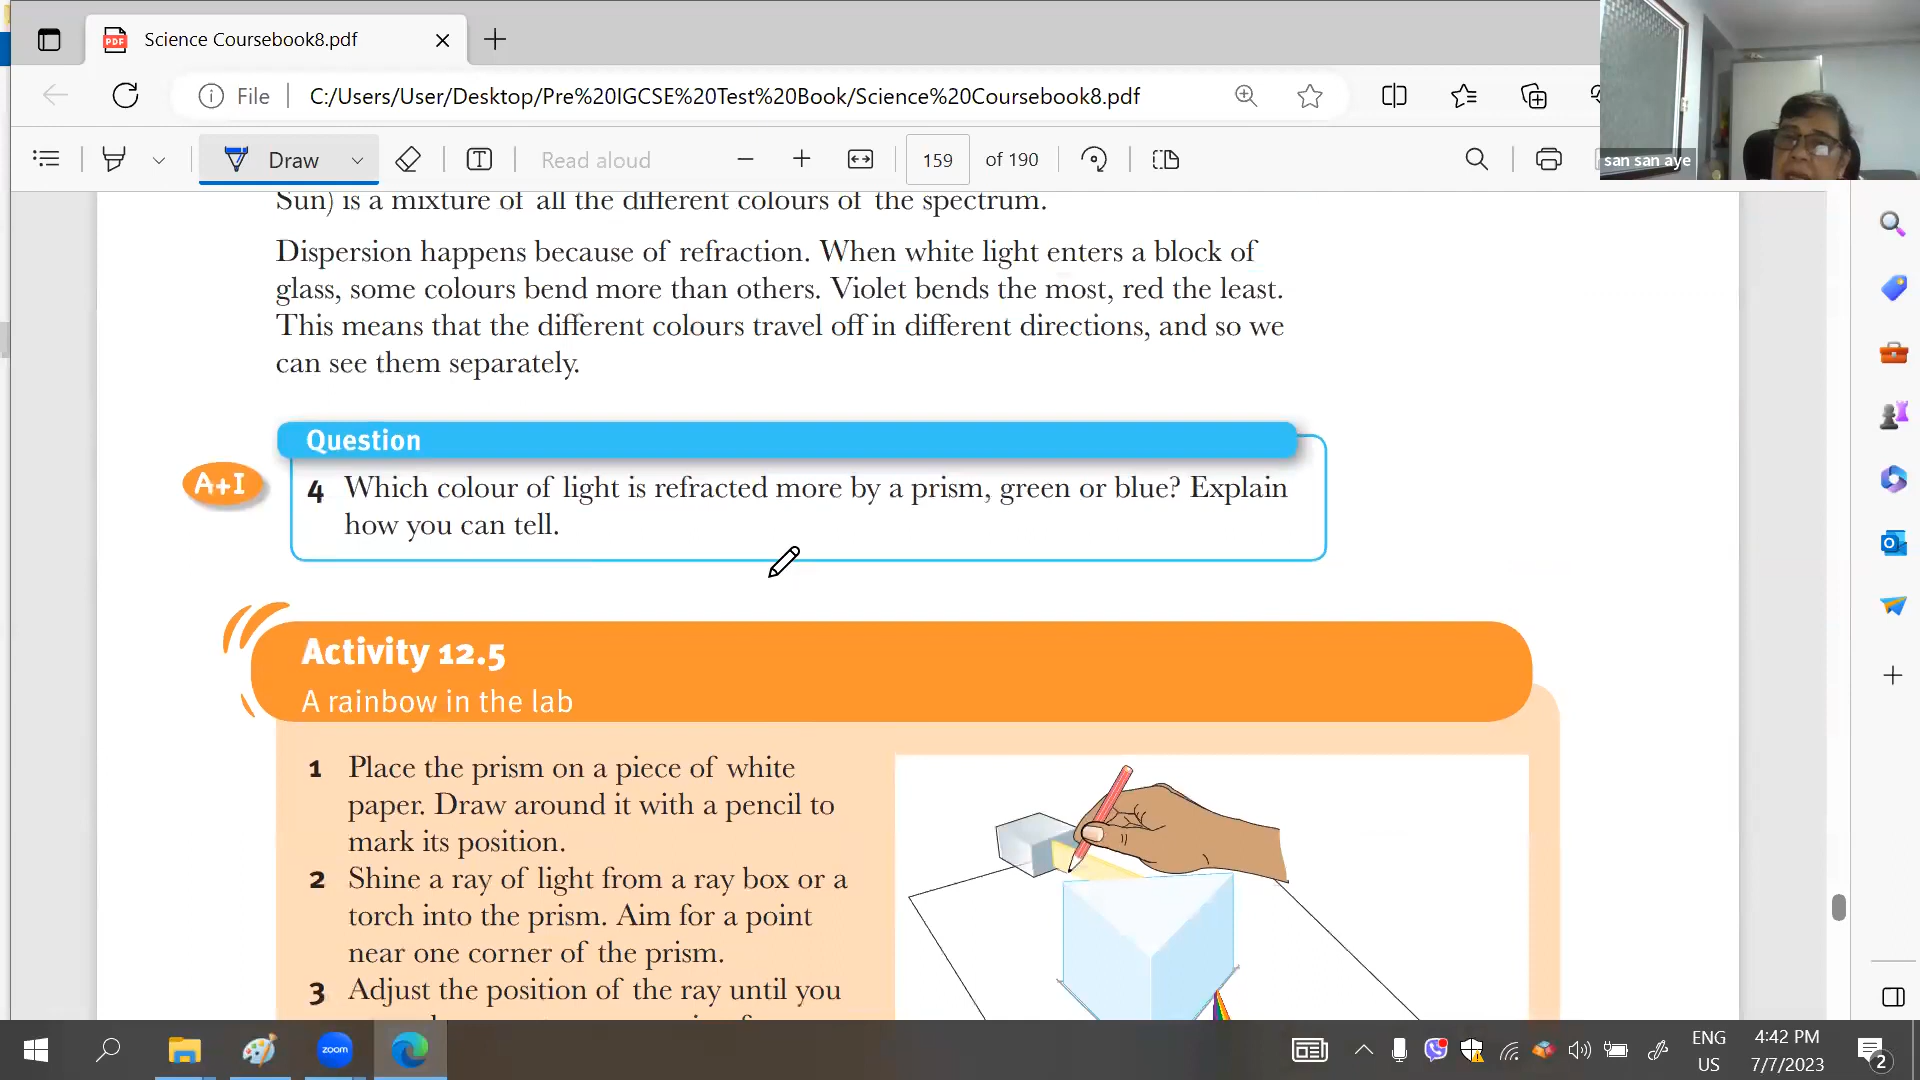 Science Coursebook8.pdf
File
C:/Users/User/Desktop/Pre%20IGCSE%20Test%20Book/Science%20Coursebook8.pdf
Draw
Read aloud
159
of 190
san san aye
Sun) is a mixture of all the different colours of the spectrum.
Dispersion happens because of refraction. When white light enters a block of
glass, some colours bend more than others. Violet bends the most, red the least.
This means that the different colours travel off in different directions, and so we
can see them separately.
Question
A+I
4 Which colour of light is refracted more by a prism, green or blue? Explain
how you can tell.
Activity 12.5
A rainbow in the lab
1 Place the prism on a piece of white
paper. Draw around it with a pencil to
mark its position.
2 Shine a ray of light from a ray box or a
torch into the prism. Aim for a point
near one corner of the prism.
3 Adjust the position of the ray until you
zoom
ENG
US
4:42 PM
7/7/2023
2